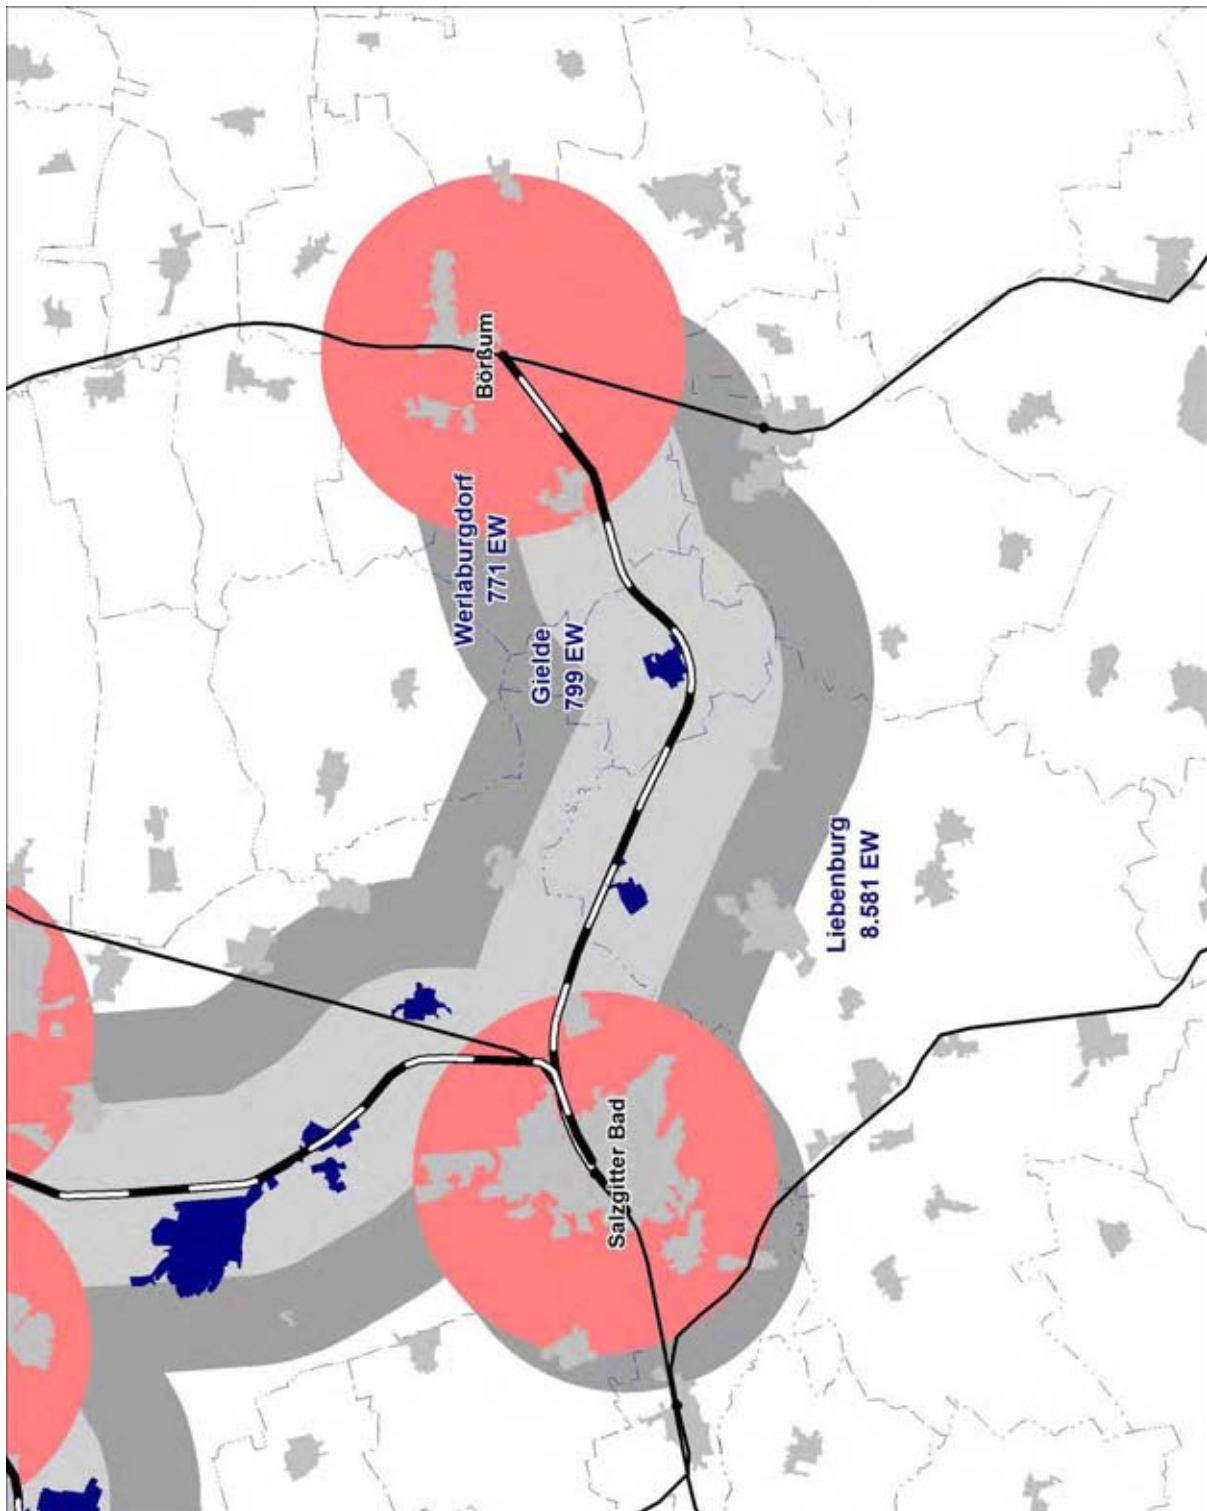 Börßum
Werlaburgdorf
771 EW
Gielde
799 EW
Liebenburg
8.581 EW
Salzgitter Bad